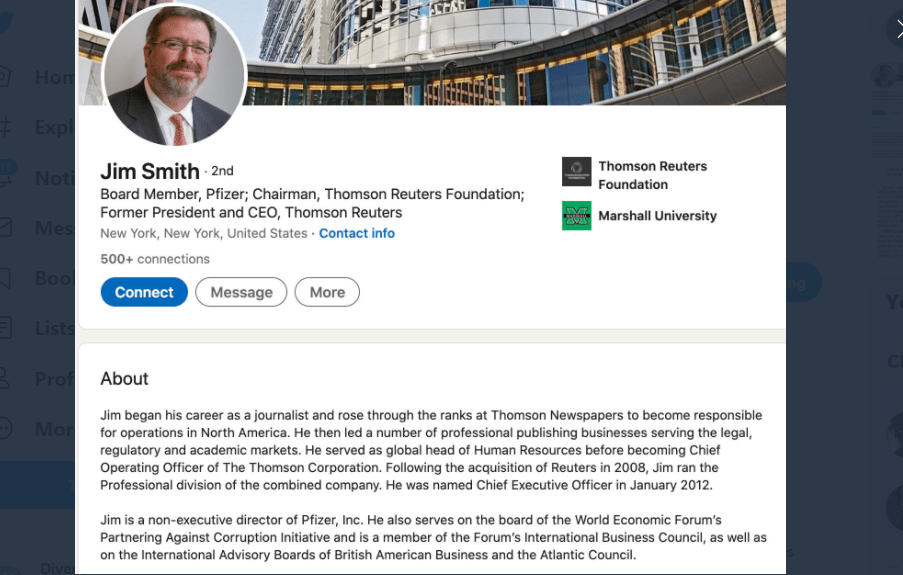 Jim Smith · 2nd
Board Member, Pfizer; Chairman, Thomson Reuters Foundation;
Former President and CEO, Thomson Reuters
New York, New York, United States · Contact info
500+ connections
Connect
Message
More
Thomson Reuters
Foundation
Marshall University
About
Jim began his career as a journalist and rose through the ranks at Thomson Newspapers to become responsible
for operations in North America. He then led a number of professional publishing businesses serving the legal,
regulatory and academic markets. He served as global head of Human Resources before becoming Chief
Operating Officer of The Thomson Corporation. Following the acquisition of Reuters in 2008, Jim ran the
Professional division of the combined company. He was named Chief Executive Officer in January 2012.
Jim is a non-executive director of Pfizer, Inc. He also serves on the board of the World Economic Forum's
Partnering Against Corruption Initiative and is a member of the Forum's International Business Council, as well as
on the International Advisory Boards of British American Business and the Atlantic Council.
Hom
Expl
Noti
Mes
Boo
Lists
Prof
Mor
Diver
ng